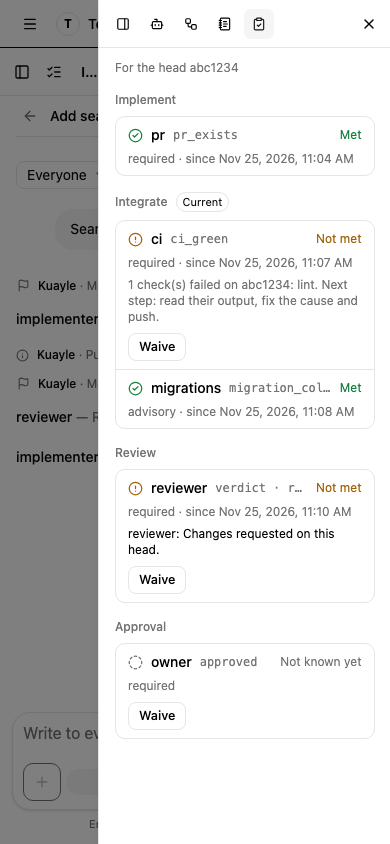 T Te
For the head abc1234
I...
Implement
Add sea
pr pr_exists Met
required · since Nov 25, 2026, 11:04 AM
Everyone
Integrate Current
Sear
ci ci_green Not met
required · since Nov 25, 2026, 11:07 AM
1 check(s) failed on abc1234: lint. Next
step: read their output, fix the cause and
push.
Kuayle · M
implementer
Waive
Kuayle · Pu
Kuayle · M
migrations migration_col… Met
advisory · since Nov 25, 2026, 11:08 AM
reviewer — R
Review
implementer
reviewer verdict · r… Not met
required · since Nov 25, 2026, 11:10 AM
reviewer: Changes requested on this
head.
Waive
Approval
owner approved Not known yet
required
Waive
Write to ev
En